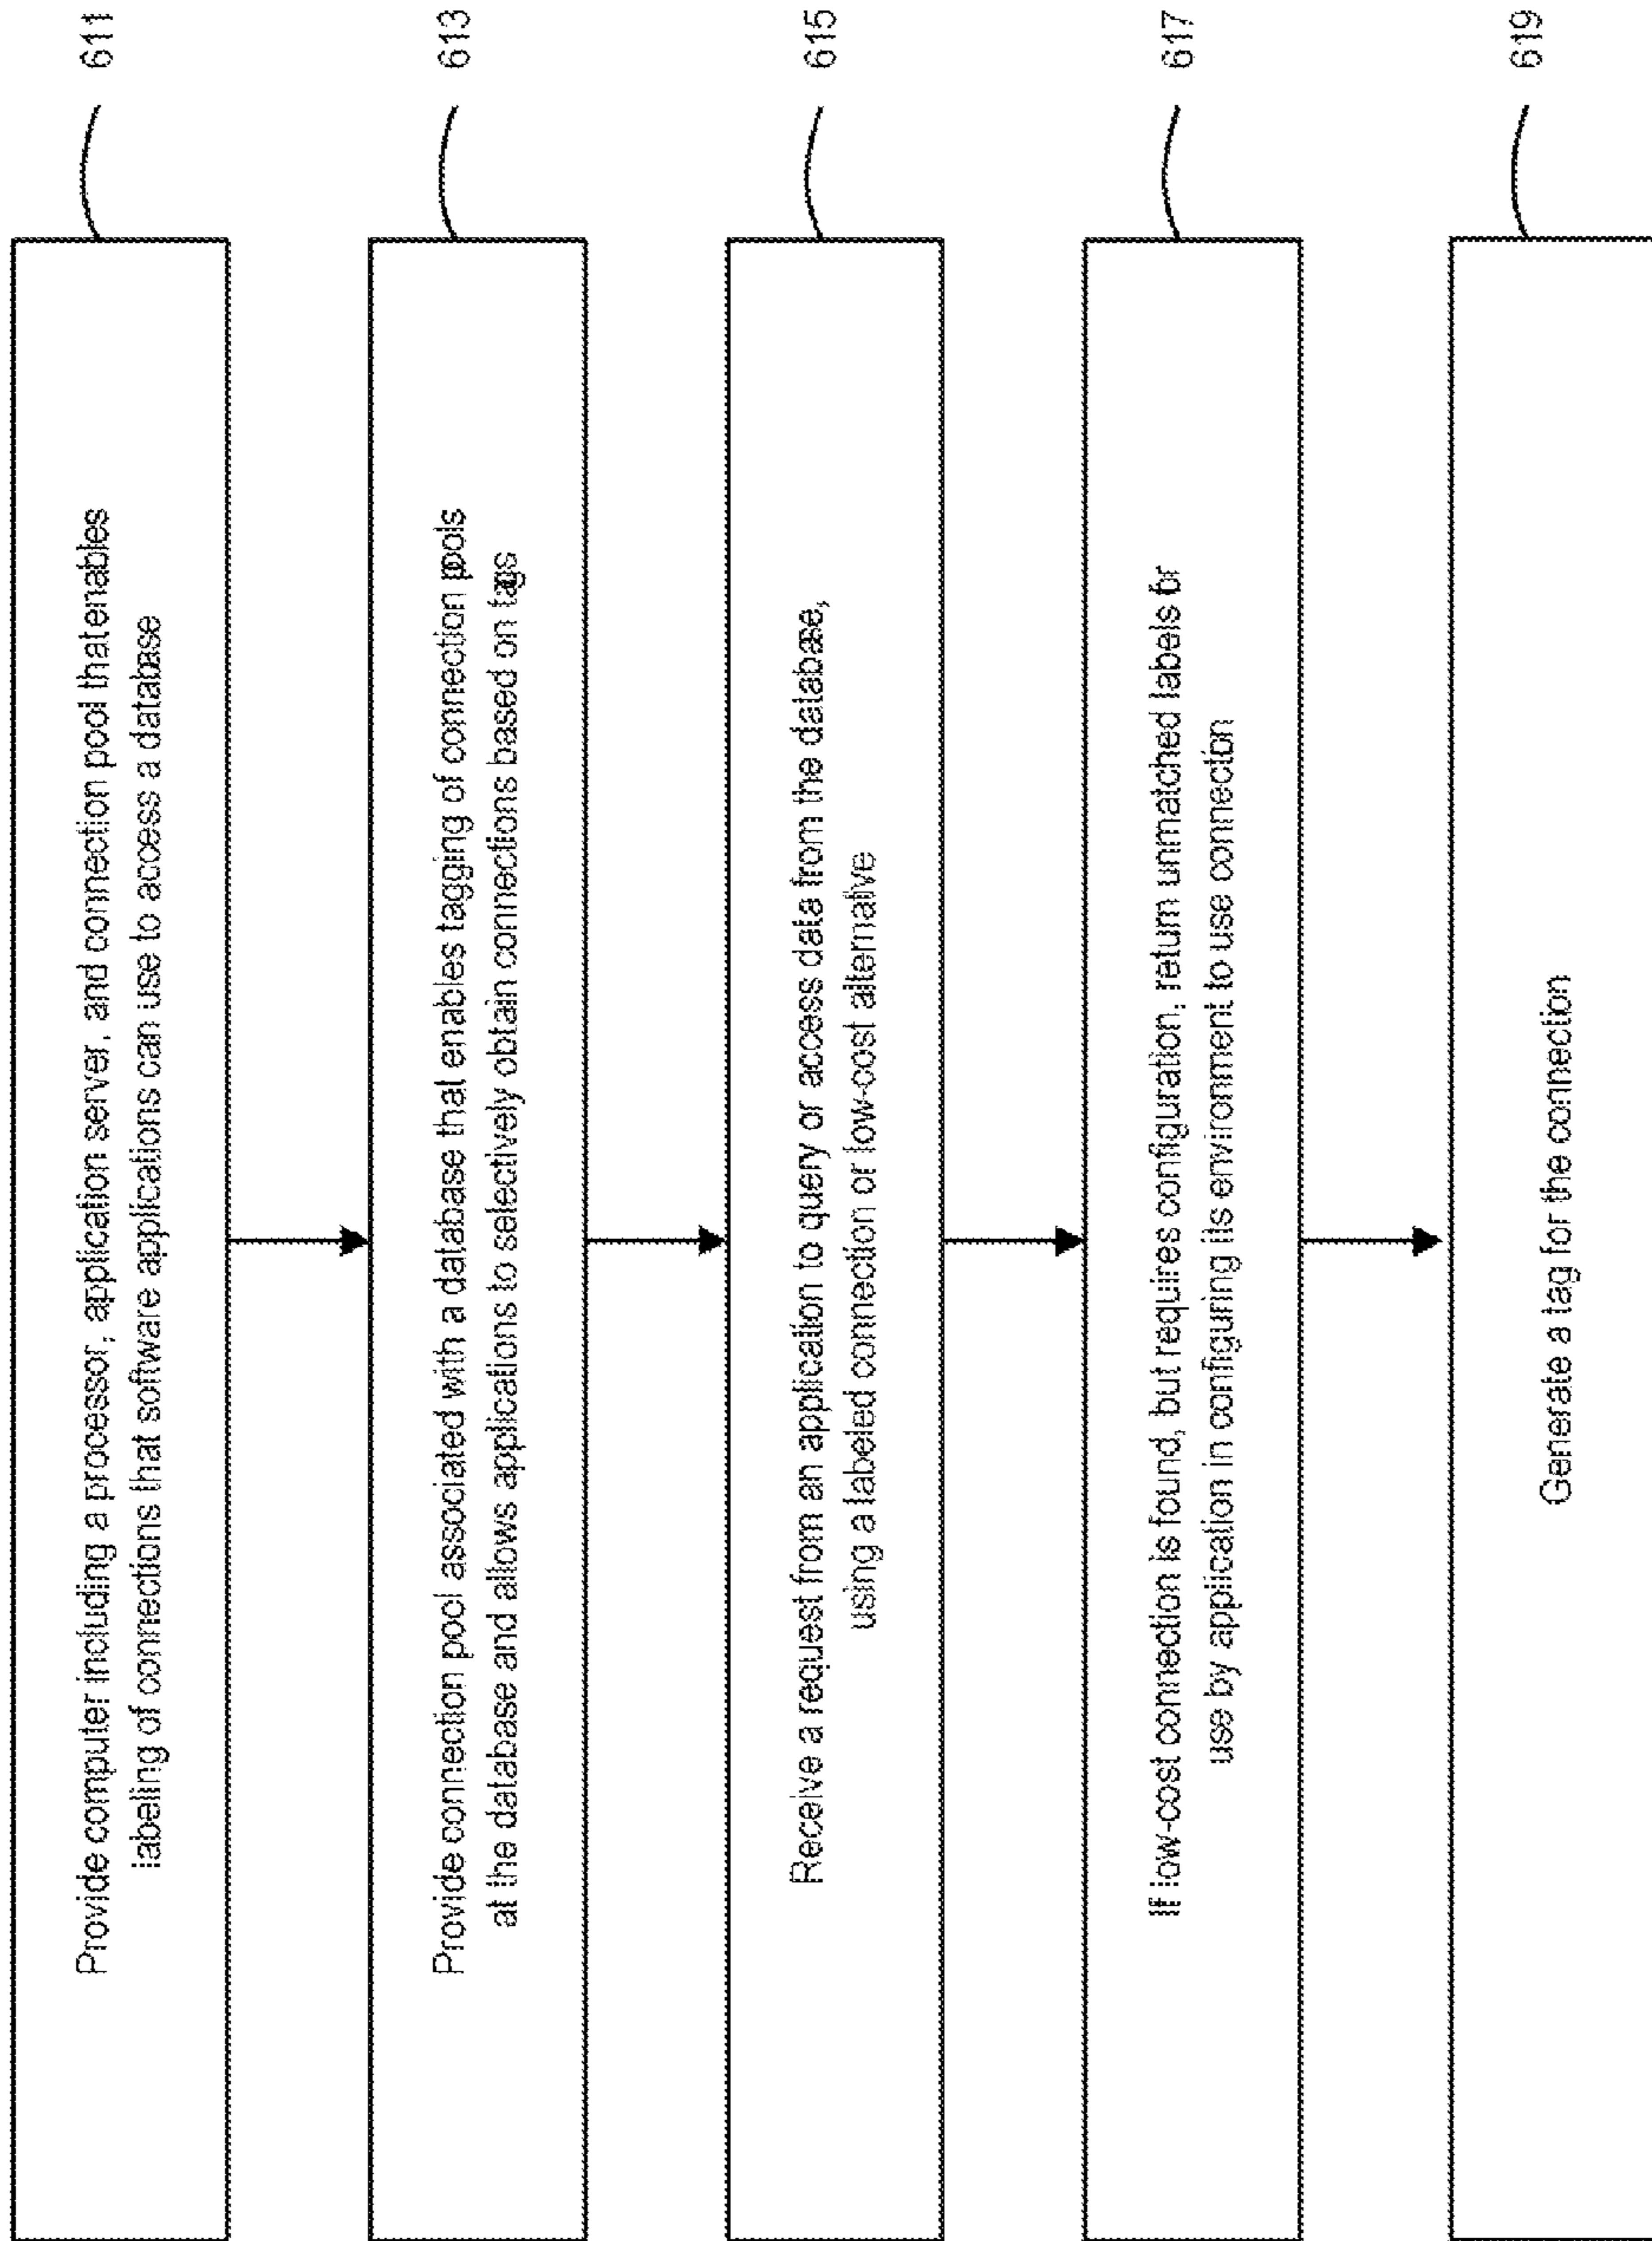 Provide computer including a processor, application server, and connection pool thatenables
labeling of connections that software applications can use to access a database
611
Provide connection pool associated with a database that enables tagging of connection pools
at the database and allows applications to selectively obtain connections based on tags
613
Receive a request from an application to query or access data from the database,
using a labeled connection or low-cost alternative
615
If low-cost connection is found, but requires configuration, return unmatched labels for
use by application in configuring its environment to use connection
617
Generate a tag for the connection
619